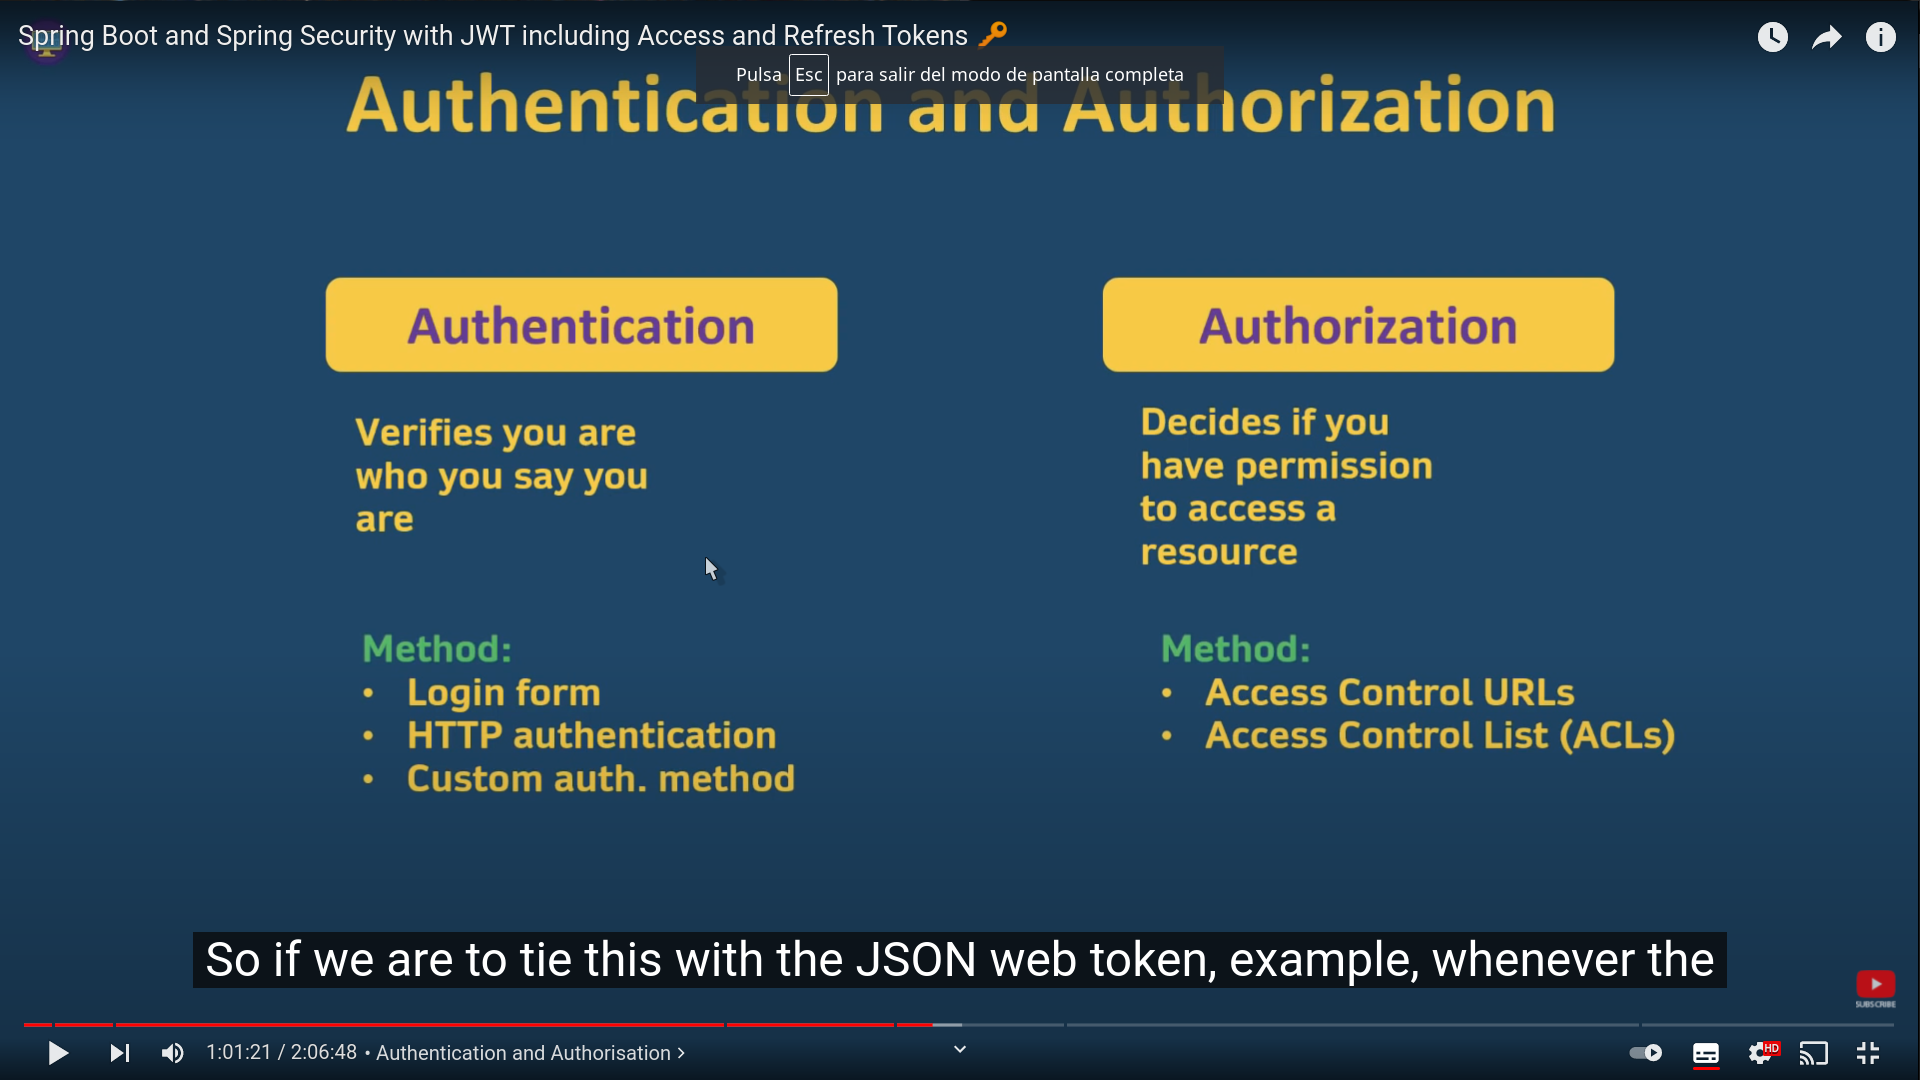 Spring Boot and Spring Security with JWT including Access and Refresh Tokens 🔑
Pulsa Esc para salir del modo de pantalla completa
Authentication and Authorization
Authentication
Verifies you are
who you say you
are
Method:
• Login form
• HTTP authentication
• Custom auth. method
Authorization
Decides if you
have permission
to access a
resource
Method:
• Access Control URLs
• Access Control List (ACLs)
So if we are to tie this with the JSON web token, example, whenever the
SUBSCRIBE
1:01:21 / 2:06:48 • Authentication and Authorisation >
HD